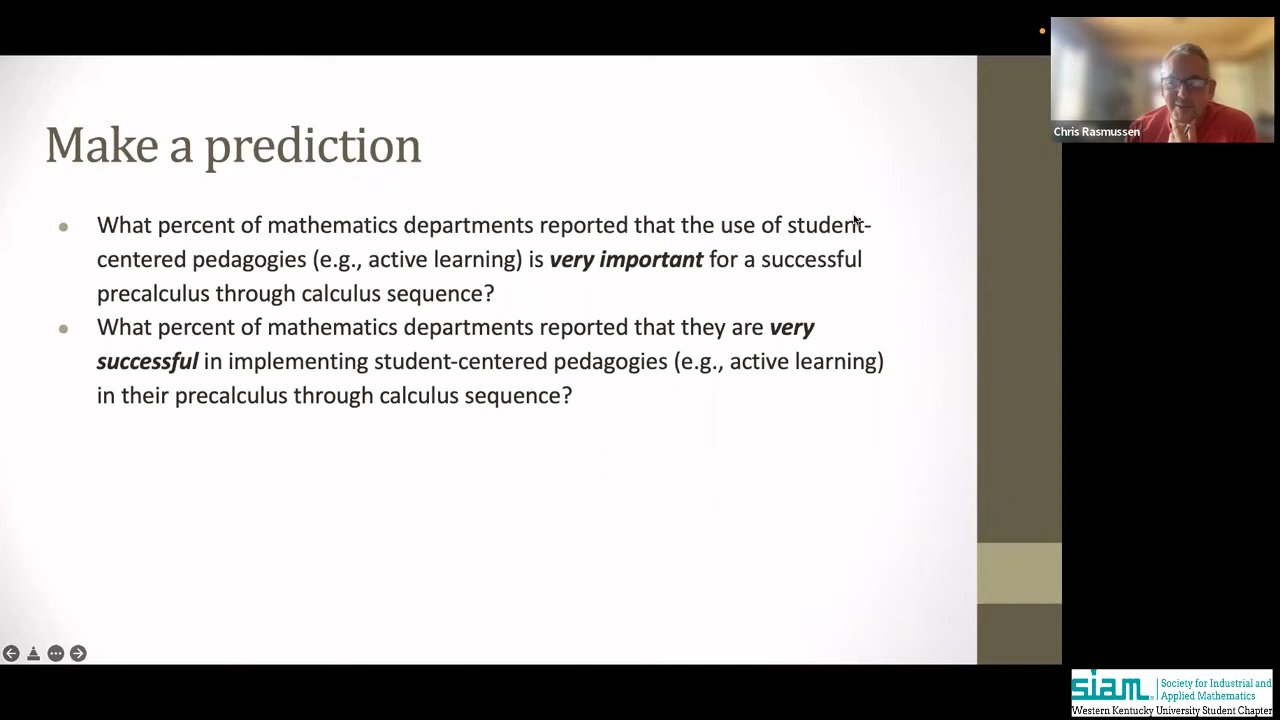 Make a prediction
What percent of mathematics departments reported that the use of student-
centered pedagogies (e.g., active learning) is very important for a successful
precalculus through calculus sequence?
What percent of mathematics departments reported that they are very
successful in implementing student-centered pedagogies (e.g., active learning)
in their precalculus through calculus sequence?
Chris Rasmussen
siam.
Society for Industrial and
Applied Mathematics
Western Kentucky University Student Chapter